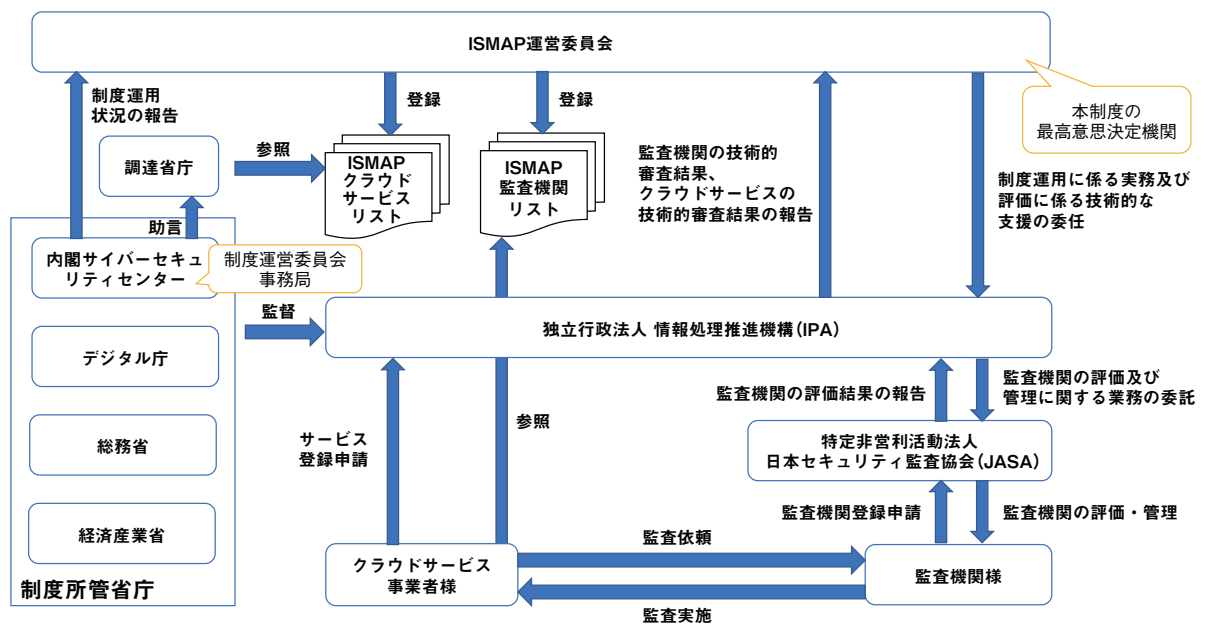 ISMAP運営委員会
制度運用
状況の報告
登録
登録
本制度の
最高意思決定機関
調達省庁
参照
ISMAP
クラウド
サービス
リスト
ISMAP
監査機関
リスト
監査機関の技術的
審査結果、
クラウドサービスの
技術的審査結果の報告
制度運用に係る実務及び
評価に係る技術的な
支援の委任
助言
内閣サイバーセキュ
リティセンター
制度運営委員会
事務局
監督
独立行政法人 情報処理推進機構(IPA)
デジタル庁
監査機関の評価結果の報告
監査機関の評価及び
管理に関する業務の委託
サービス
登録申請
参照
総務省
特定非営利活動法人
日本セキュリティ監査協会(JASA)
監査機関登録申請
監査機関の評価・管理
経済産業省
監査依頼
クラウドサービス
事業者様
監査機関様
制度所管省庁
監査実施